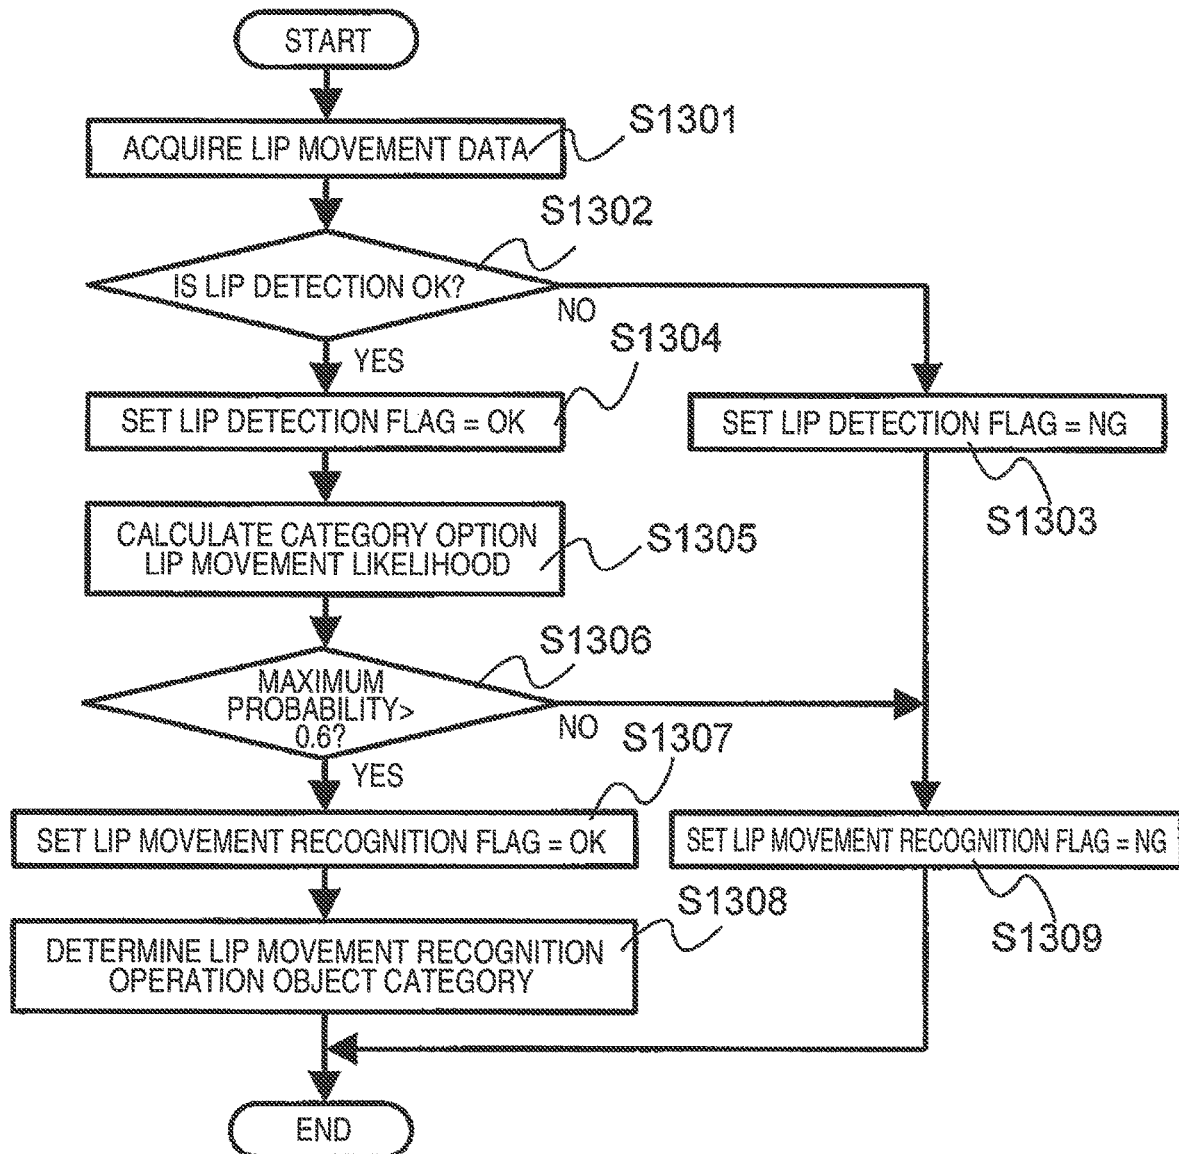 START
ACQUIRE LIP MOVEMENT DATA
S1301
S1302
IS LIP DETECTION OK?
NO
YES
S1304
SET LIP DETECTION FLAG = OK
SET LIP DETECTION FLAG = NG
S1303
CALCULATE CATEGORY OPTION
LIP MOVEMENT LIKELIHOOD
S1305
S1306
MAXIMUM
PROBABILITY>
0.6?
NO
YES
S1307
SET LIP MOVEMENT RECOGNITION FLAG = OK
SET LIP MOVEMENT RECOGNITION FLAG = NG
S1308
S1309
DETERMINE LIP MOVEMENT RECOGNITION
OPERATION OBJECT CATEGORY
END